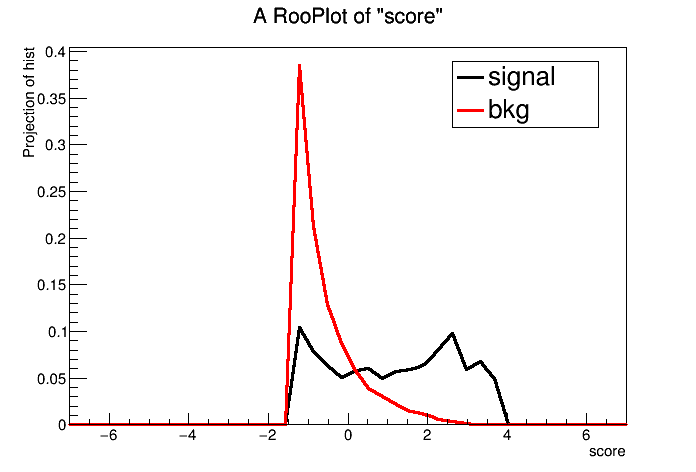 A RooPlot of "score"
Projection of hist
0.4
0.35
0.3
0.25
0.2
0.15
0.1
0.05
0
signal
bkg
−6 −4 −2 0 2 4 6
score